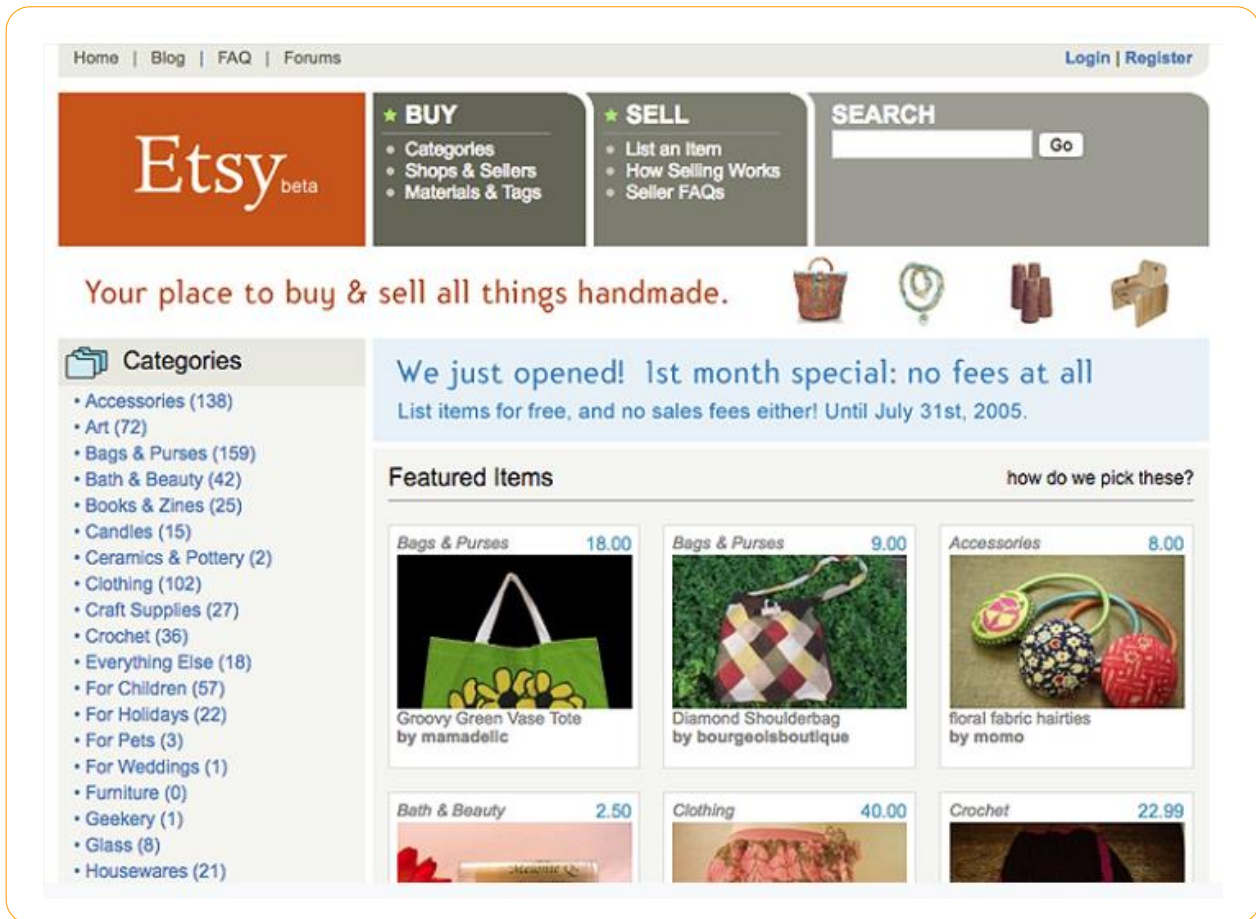 Home | Blog | FAQ | Forums
Login | Register
Etsy beta
BUY
Categories
Shops & Sellers
Materials & Tags
SELL
List an Item
How Selling Works
Seller FAQs
SEARCH
Go
Your place to buy & sell all things handmade.
Categories
• Accessories (138)
• Art (72)
• Bags & Purses (159)
• Bath & Beauty (42)
• Books & Zines (25)
• Candles (15)
• Ceramics & Pottery (2)
• Clothing (102)
• Craft Supplies (27)
• Crochet (36)
• Everything Else (18)
• For Children (57)
• For Holidays (22)
• For Pets (3)
• For Weddings (1)
• Furniture (0)
• Geekery (1)
• Glass (8)
• Housewares (21)
We just opened! 1st month special: no fees at all
List items for free, and no sales fees either! Until July 31st, 2005.
Featured Items
how do we pick these?
Bags & Purses 18.00
Groovy Green Vase Tote
by mamadelic
Bags & Purses 9.00
Diamond Shoulderbag
by bourgeoisboutique
Accessories 8.00
floral fabric hairties
by momo
Bath & Beauty 2.50
Melonie Q.
Clothing 40.00
Crochet 22.99